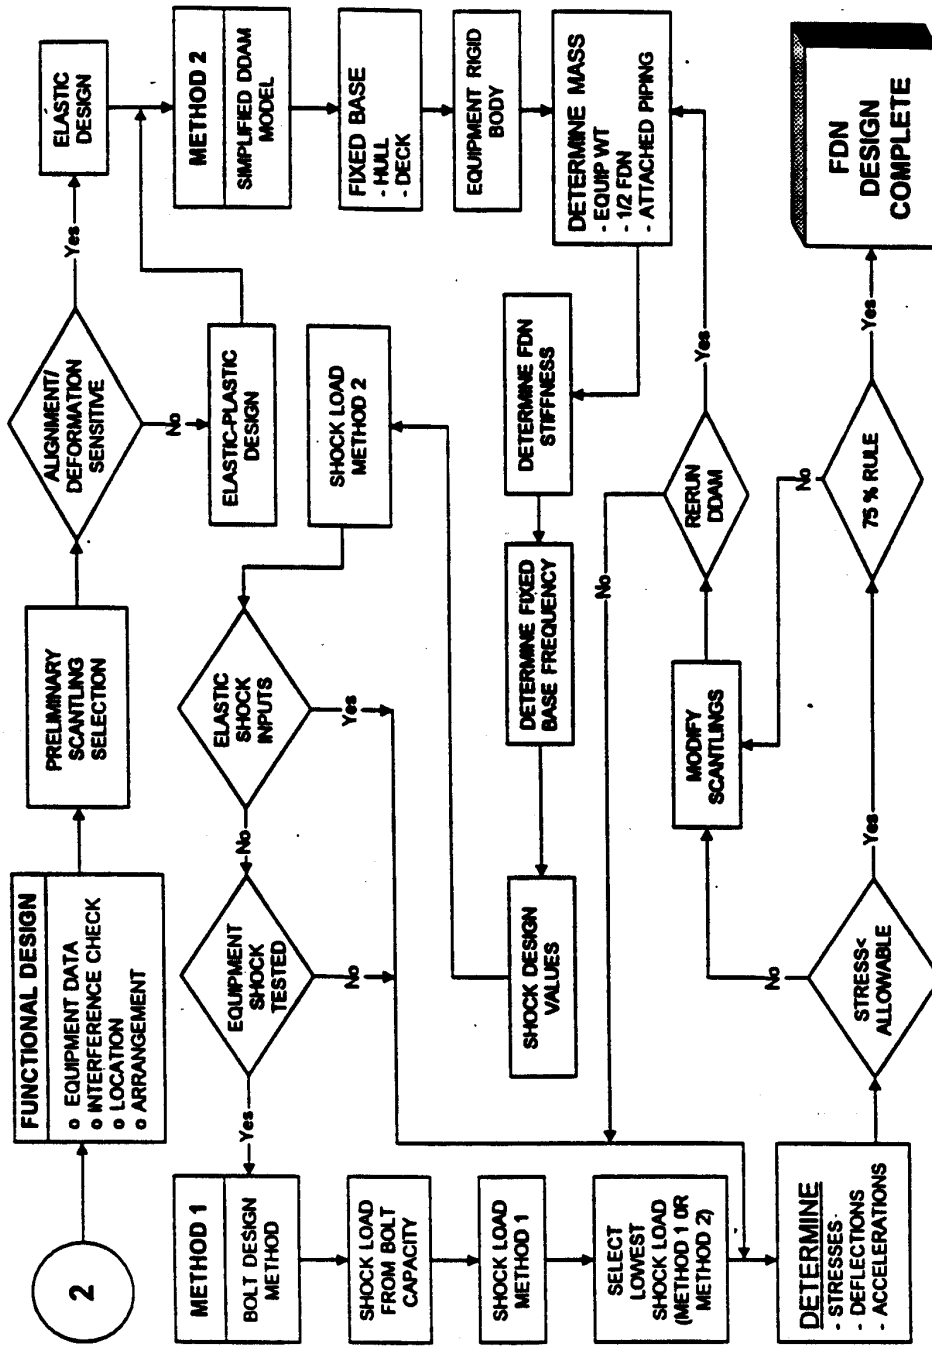 2
FUNCTIONAL DESIGN
o EQUIPMENT DATA
o INTERFERENCE CHECK
o LOCATION
o ARRANGEMENT
PRELIMINARY
SCANTLING
SELECTION
ALIGNMENT/
DEFORMATION
SENSITIVE
Yes
ELASTIC
DESIGN
No
ELASTIC-PLASTIC
DESIGN
METHOD 2
SIMPLIFIED DDAM
MODEL
FIXED BASE
- HULL
- DECK
EQUIPMENT RIGID
BODY
DETERMINE MASS
- EQUIP WT
- 1/2 FDN
- ATTACHED PIPING
DETERMINE FDN
STIFFNESS
DETERMINE FIXED
BASE FREQUENCY
SHOCK DESIGN
VALUES
SHOCK LOAD
METHOD 2
ELASTIC
SHOCK
INPUTS
Yes
No
EQUIPMENT
SHOCK
TESTED
No
Yes
METHOD 1
BOLT DESIGN
METHOD
SHOCK LOAD
FROM BOLT
CAPACITY
SHOCK LOAD
METHOD 1
SELECT
LOWEST
SHOCK LOAD
(METHOD 1 OR
METHOD 2)
DETERMINE
- STRESSES
- DEFLECTIONS
- ACCELERATIONS
STRESS<
ALLOWABLE
No
Yes
MODIFY
SCANTLINGS
RERUN
DDAM
No
Yes
75 % RULE
No
Yes
FDN
DESIGN
COMPLETE